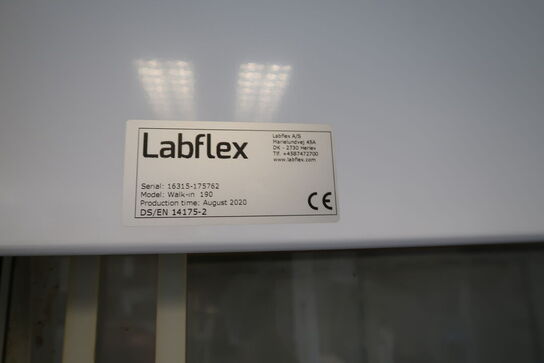 Labflex
Labflex A/S
Marielundvej 45A
DK - 2730 Herlev
Tlf. +4587472700
www.labflex.com
Serial: 16315-175762
Model: Walk-in 190
Production time: August 2020
DS/EN 14175-2
CE